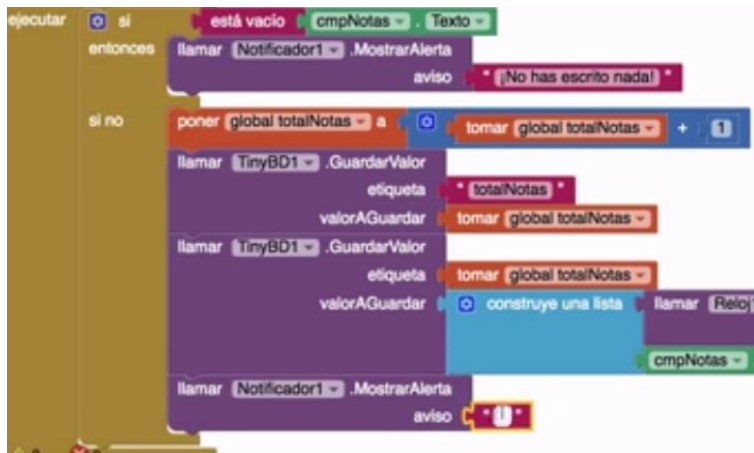 ejecutar si está vacío cmpNotas . Texto
entonces llamar Notificador1 .MostrarAlerta
aviso " ¡No has escrito nada! "
si no poner global totalNotas a tomar global totalNotas + 1
llamar TinyBD1 .GuardarValor
etiqueta " totalNotas "
valorAGuardar tomar global totalNotas
llamar TinyBD1 .GuardarValor
etiqueta tomar global totalNotas
valorAGuardar construye una lista llamar Reloj
cmpNotas
llamar Notificador1 .MostrarAlerta
aviso " "